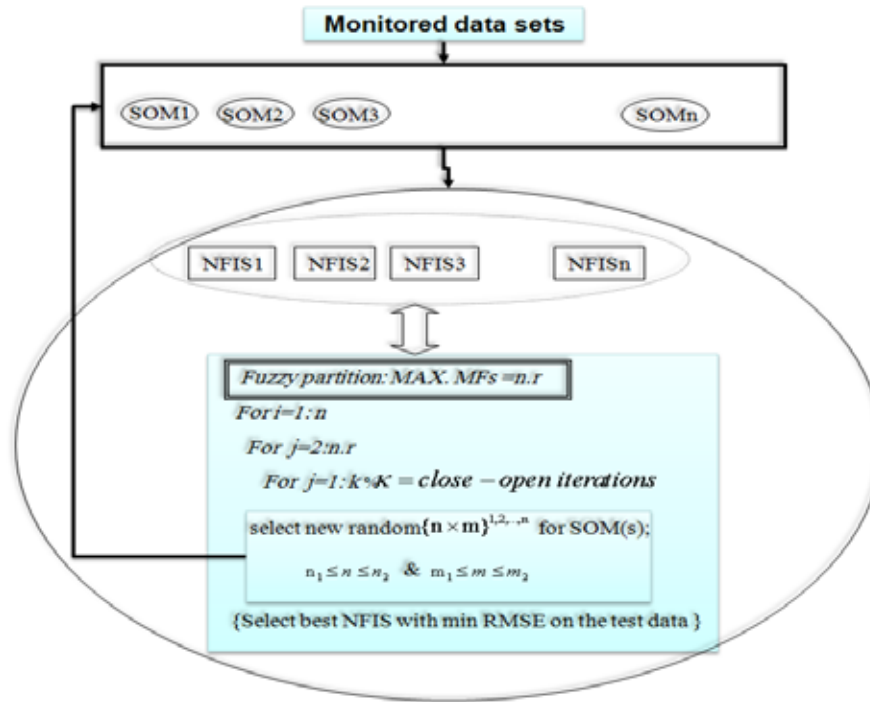 Monitored data sets
SOM1 SOM2 SOM3 SOMn
NFIS1 NFIS2 NFIS3 NFISn
Fuzzy partition: MAX. MFs =n.r
For i=1: n
For j=2:n.r
For j=1: k%K = close – open iterations
select new random{n × m}^{1,2,..,n} for SOM(s);
n₁ ≤ n ≤ n₂ & m₁ ≤ m ≤ m₂
{Select best NFIS with min RMSE on the test data }